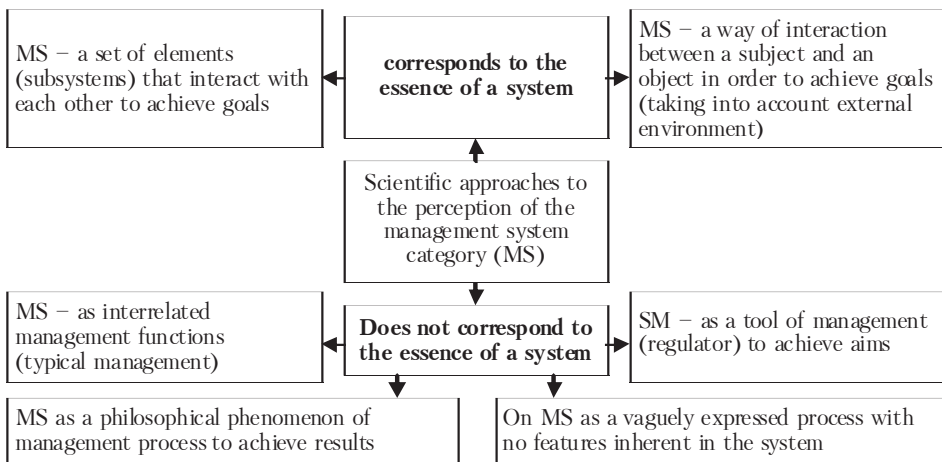 MS – a set of elements
(subsystems) that interact with
each other to achieve goals
corresponds to the
essence of a system
MS – a way of interaction
between a subject and an
object in order to achieve goals
(taking into account external
environment)
Scientific approaches to
the perception of the
management system
category (MS)
MS – as interrelated
management functions
(typical management)
Does not correspond to
the essence of a system
SM – as a tool of management
(regulator) to achieve aims
MS as a philosophical phenomenon of
management process to achieve results
On MS as a vaguely expressed process with
no features inherent in the system